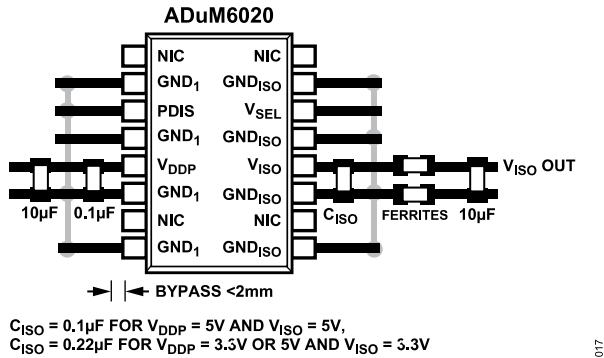 ADuM6020
NIC NIC
GND1 GNDISO
PDIS VSEL
GND1 GNDISO
VDDP VISO VISO OUT
GND1 GNDISO
10µF 0.1µF CISO FERRITES 10µF
NIC NIC
GND1 GNDISO
BYPASS <2mm
CISO = 0.1µF FOR VDDP = 5V AND VISO = 5V,
CISO = 0.22µF FOR VDDP = 3.3V OR 5V AND VISO = 3.3V
017